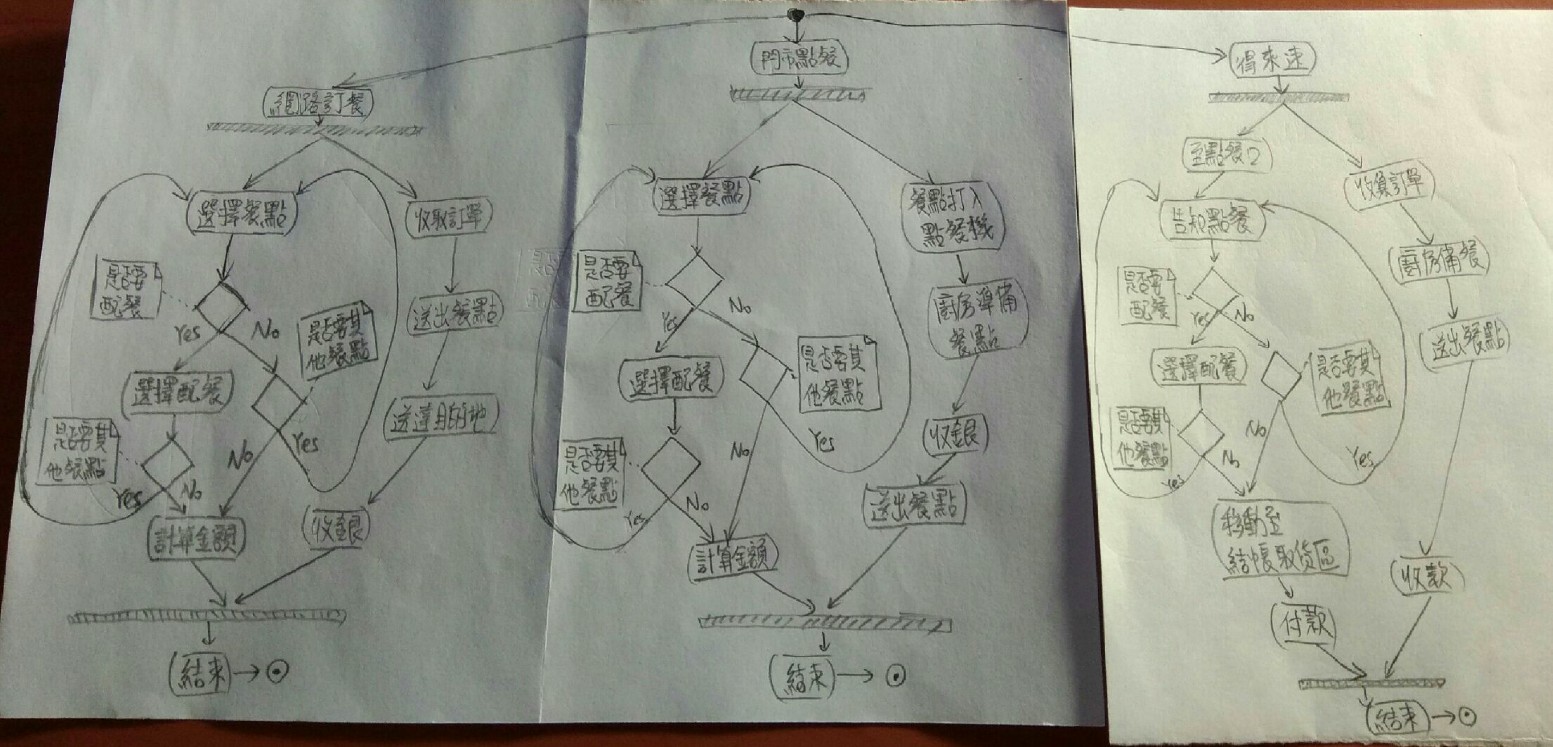 網路訂餐
選擇餐點
收取訂單
是否要
配餐
Yes
No
是否要其
他餐點
送出餐點
選擇配餐
是否要其
他餐點
No
Yes
送達目的地
Yes
No
計算金額
收銀
結束
門市點餐
選擇餐點
餐點打入
點餐機
是否要
配餐
Yes
No
廚房準備
餐點
選擇配餐
是否要其
他餐點
是否要其
他餐點
No
Yes
收銀
Yes
No
送出餐點
計算金額
結束
得來速
至點餐口
收取訂單
告知點餐
是否要
配餐
Yes
No
廚房備餐
選擇配餐
是否要其
他餐點
送出餐點
是否要其
他餐點
No
Yes
Yes
No
移動至
結帳取貨區
收款
付款
結束